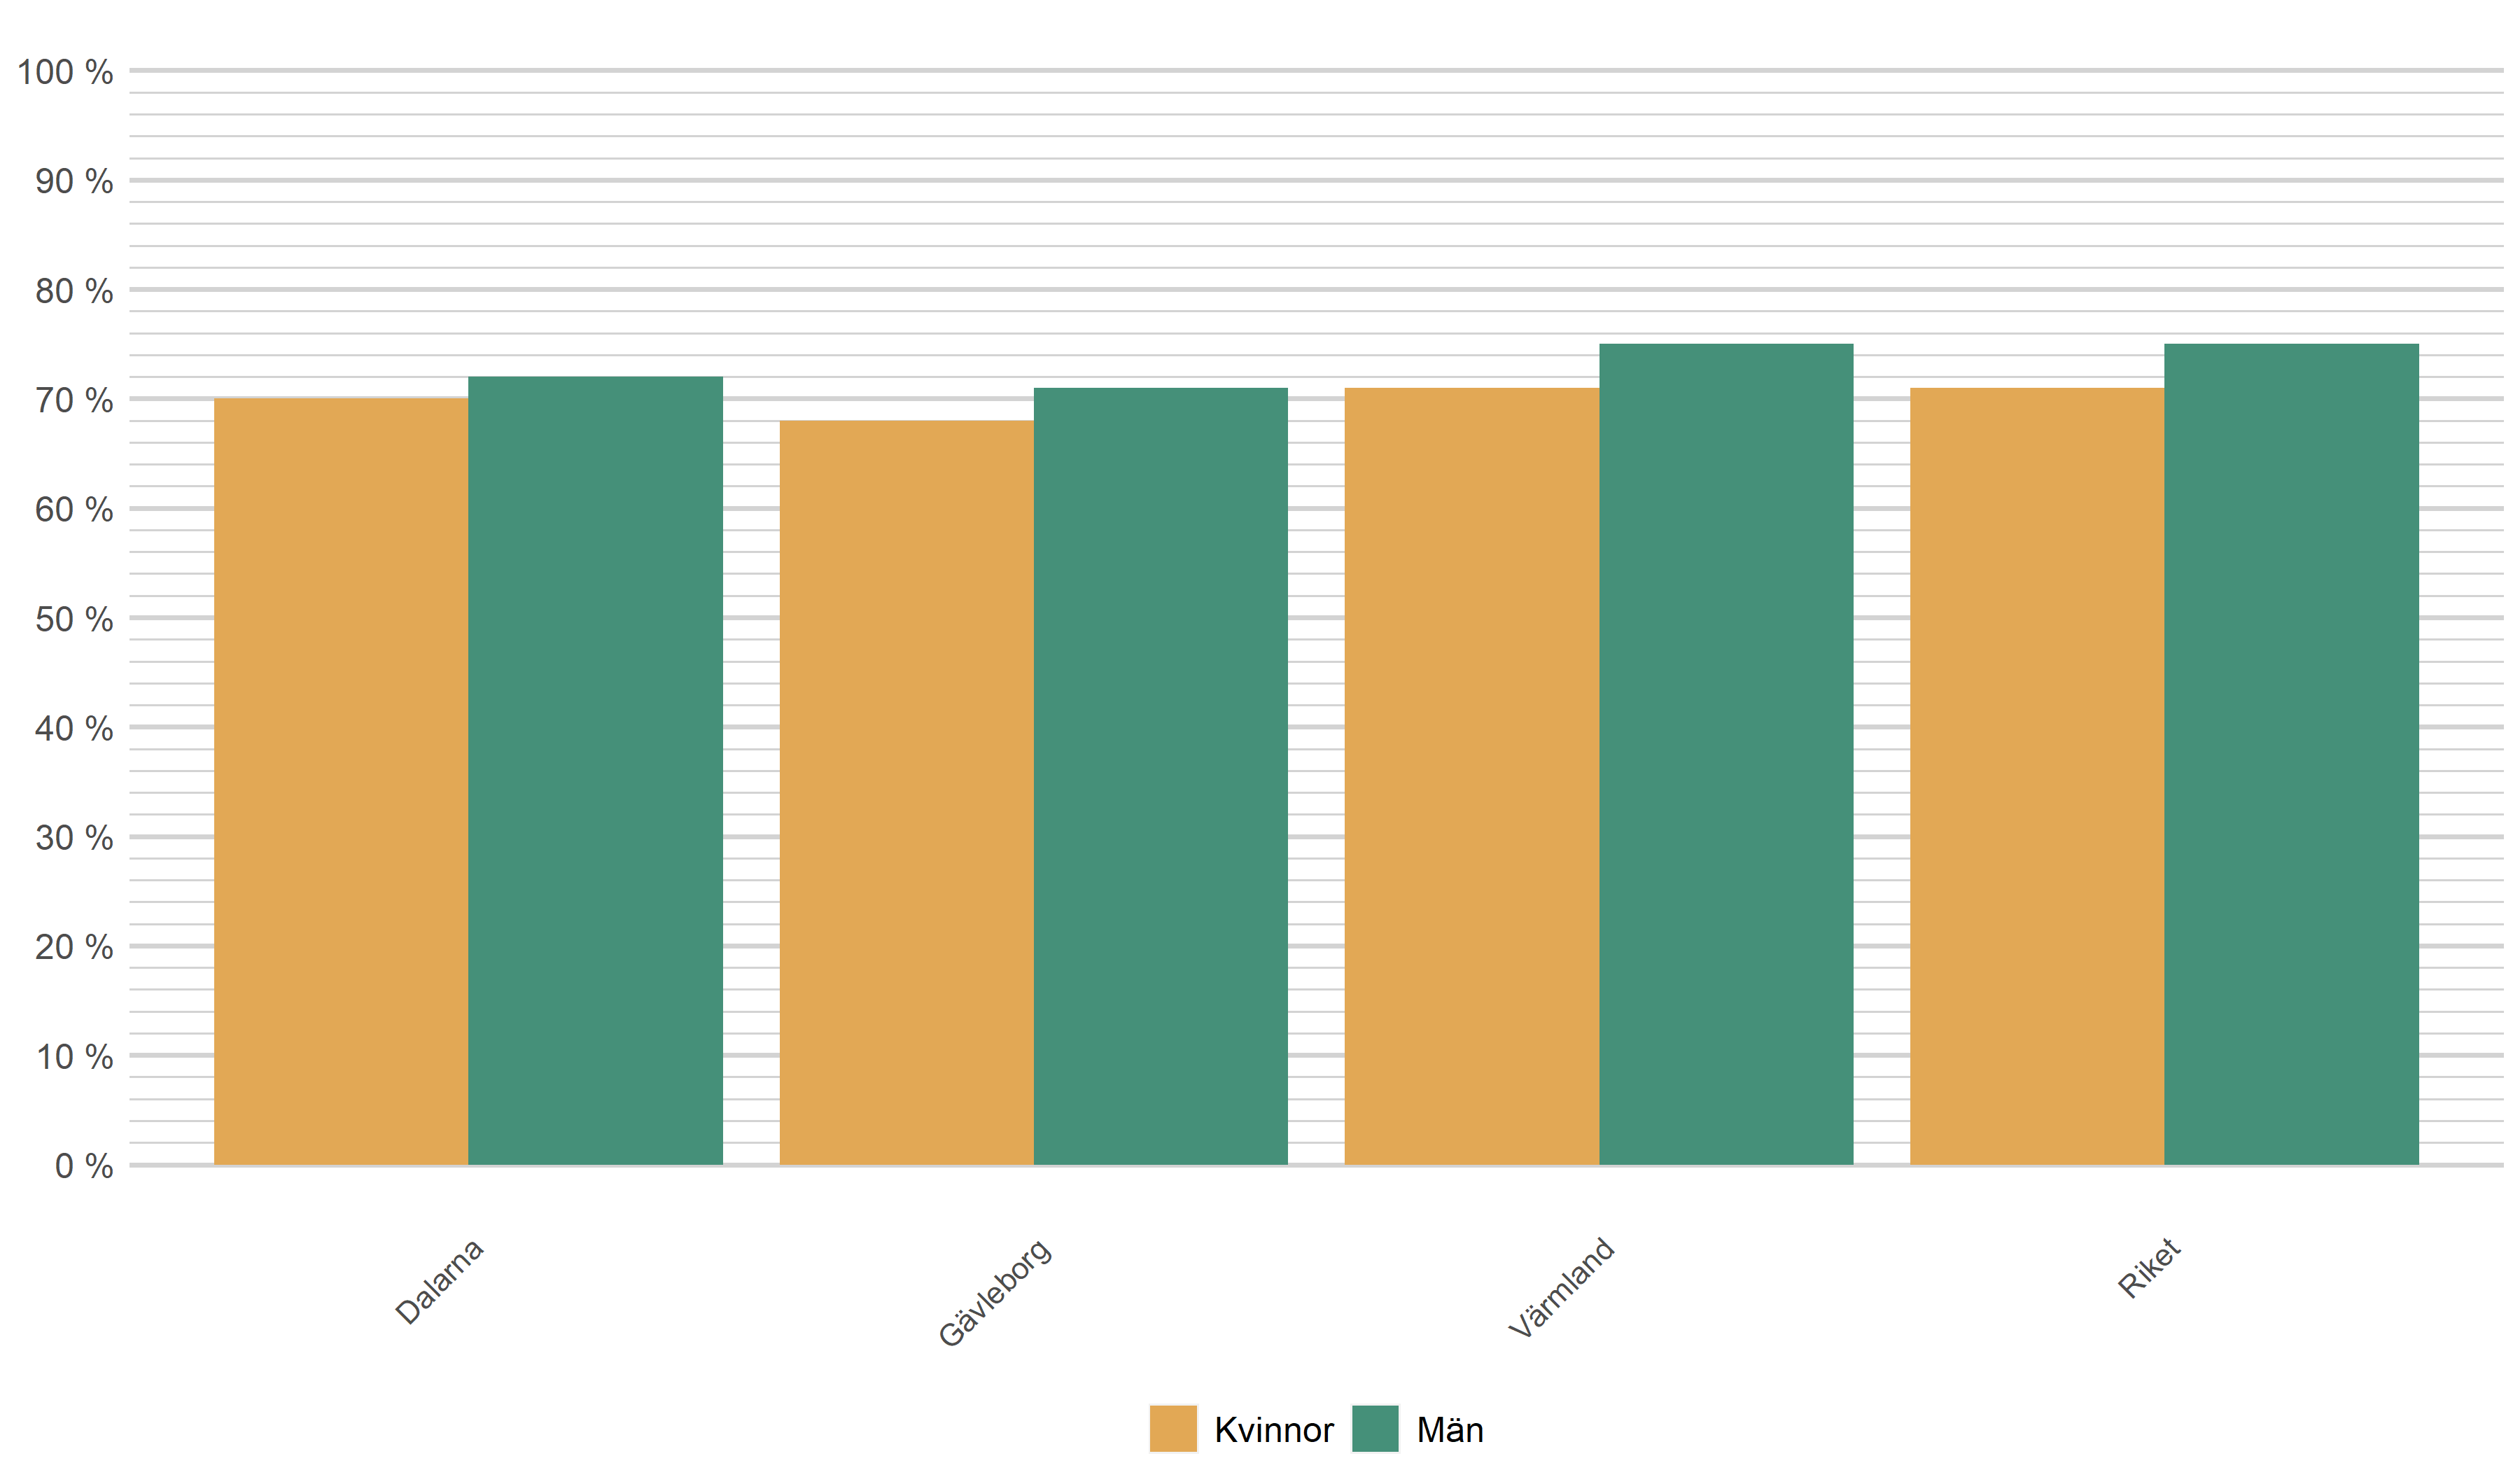 100 %
90 %
80 %
70 %
60 %
50 %
40 %
30 %
20 %
10 %
0 %
Dalarna
Gävleborg
Värmland
Riket
Kvinnor
Män